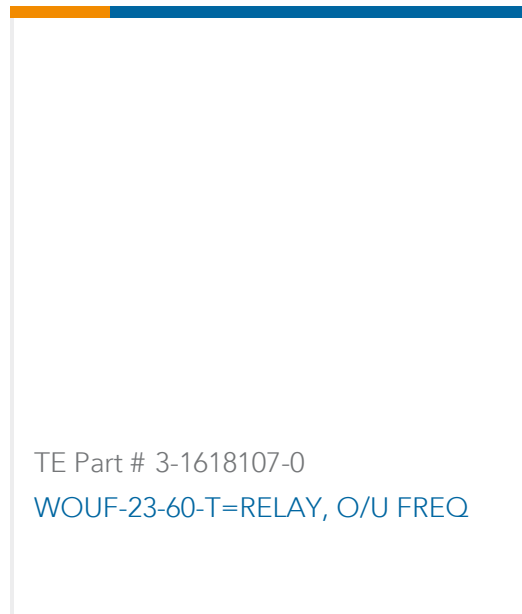 TE Part # 3-1618107-0
WOUF-23-60-T=RELAY, O/U FREQ